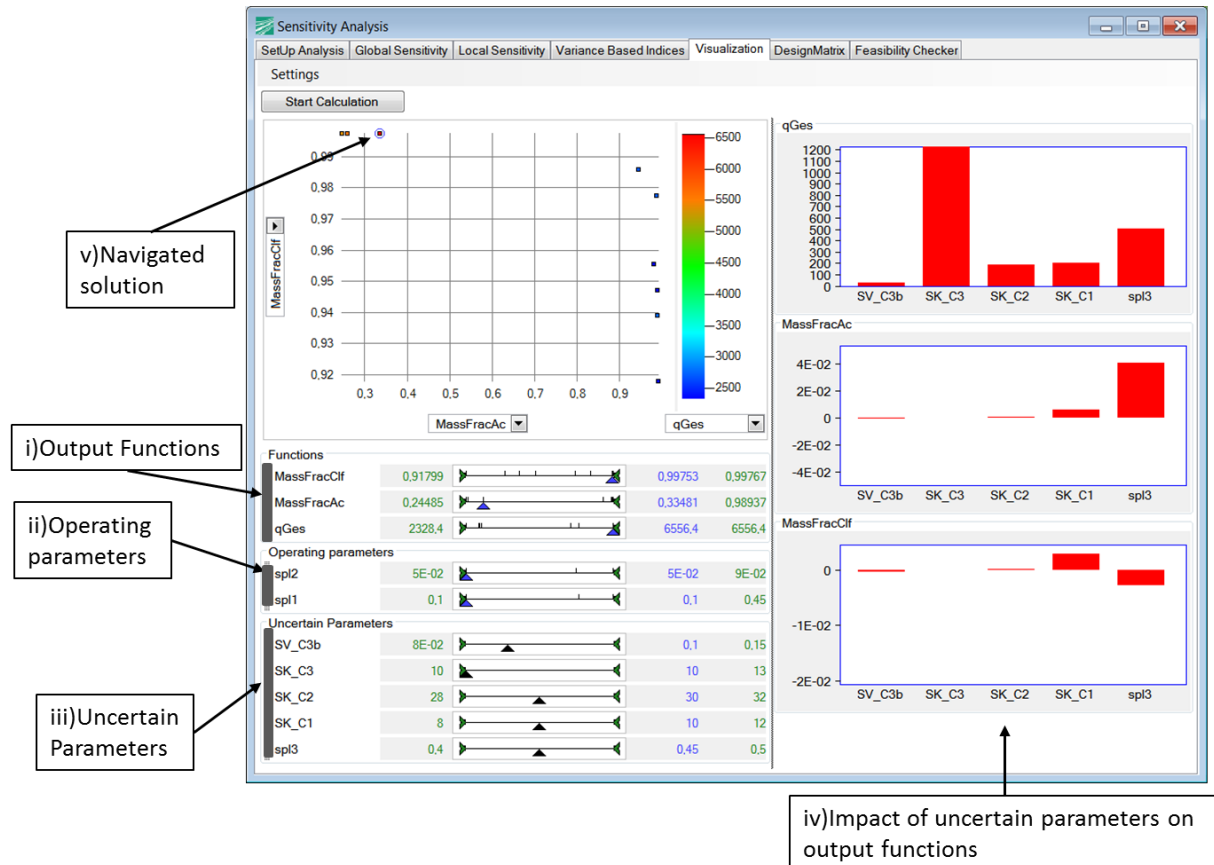 Sensitivity Analysis
SetUp Analysis Global Sensitivity Local Sensitivity Variance Based Indices Visualization DesignMatrix Feasibility Checker
Settings
Start Calculation
0,99
0,98
0,97
0,96
0,95
0,94
0,93
0,92
MassFracClf
0,3 0,4 0,5 0,6 0,7 0,8 0,9
MassFracAc
6500
6000
5500
5000
4500
4000
3500
3000
2500
qGes
v)Navigated
solution
i)Output Functions
ii)Operating
parameters
iii)Uncertain
Parameters
Functions
MassFracClf 0,91799 0,99753 0,99767
MassFracAc 0,24485 0,33481 0,98937
qGes 2328,4 6556,4 6556,4
Operating parameters
spl2 5E-02 5E-02 9E-02
spl1 0,1 0,1 0,45
Uncertain Parameters
SV_C3b 8E-02 0,1 0,15
SK_C3 10 10 13
SK_C2 28 30 32
SK_C1 8 10 12
spl3 0,4 0,45 0,5
qGes
1200
1100
1000
900
800
700
600
500
400
300
200
100
0
SV_C3b SK_C3 SK_C2 SK_C1 spl3
MassFracAc
4E-02
2E-02
0
-2E-02
-4E-02
SV_C3b SK_C3 SK_C2 SK_C1 spl3
MassFracClf
0
-1E-02
-2E-02
SV_C3b SK_C3 SK_C2 SK_C1 spl3
iv)Impact of uncertain parameters on
output functions